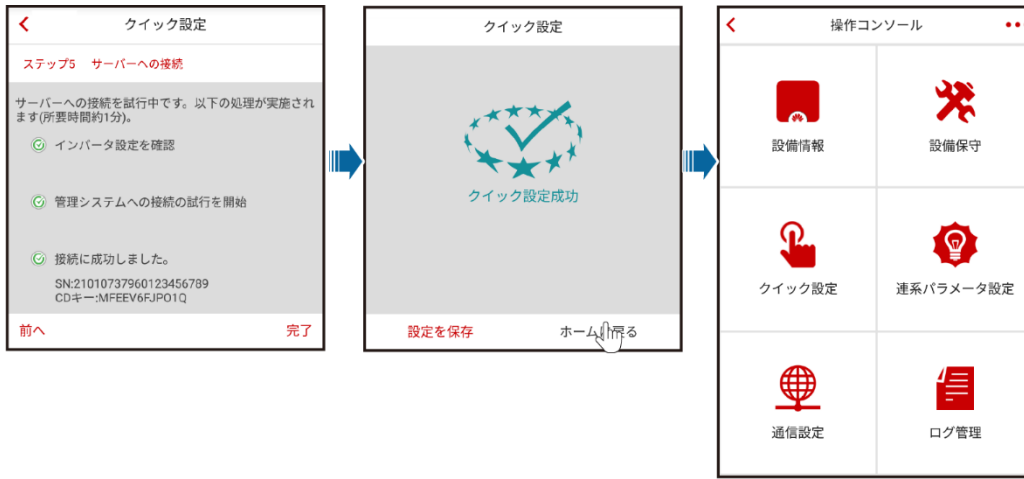 クイック設定
ステップ5 サーバーへの接続
サーバーへの接続を試行中です。以下の処理が実施され
ます(所要時間約1分)。
インバータ設定を確認
管理システムへの接続の試行を開始
接続に成功しました。
SN:21010737960123456789
CDキー:MFEEV6FJPO1Q
前へ
完了
クイック設定
クイック設定成功
設定を保存
ホームに戻る
操作コンソール
設備情報
設備保守
クイック設定
連系パラメータ設定
通信設定
ログ管理